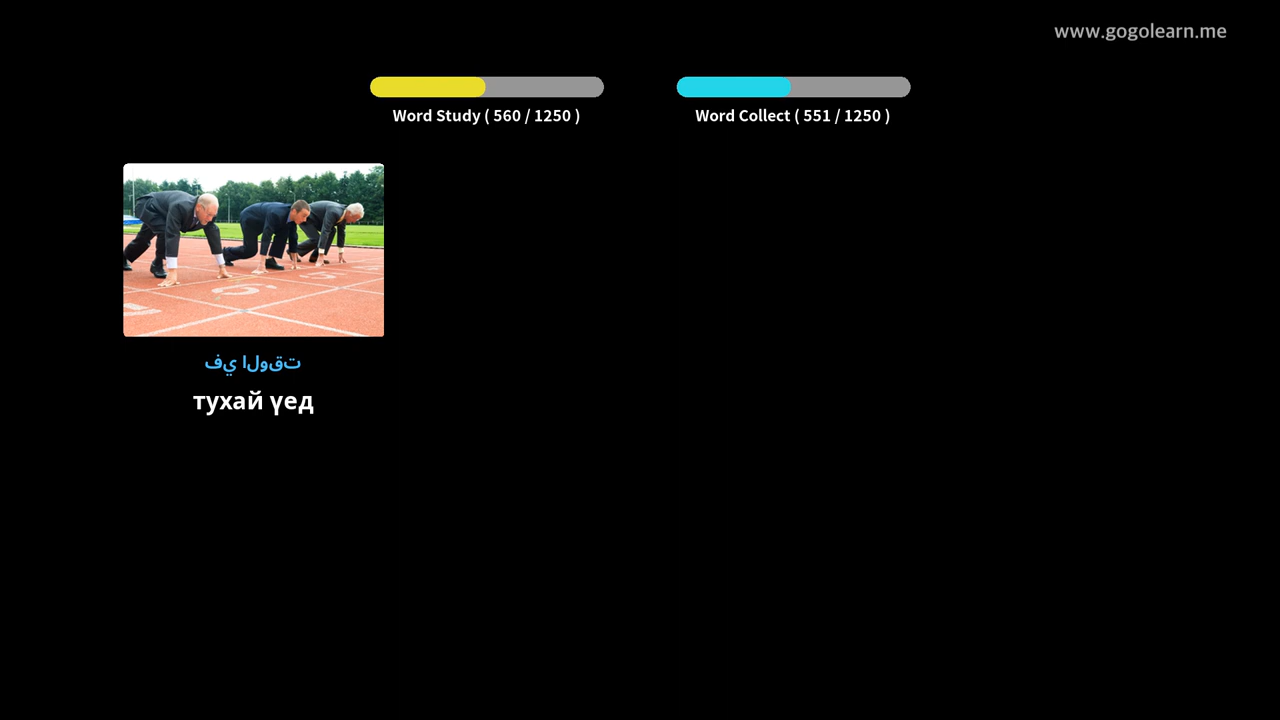 www.gogolearn.me
Word Study ( 560 / 1250 )
Word Collect ( 551 / 1250 )
في الوقت
тухай үед